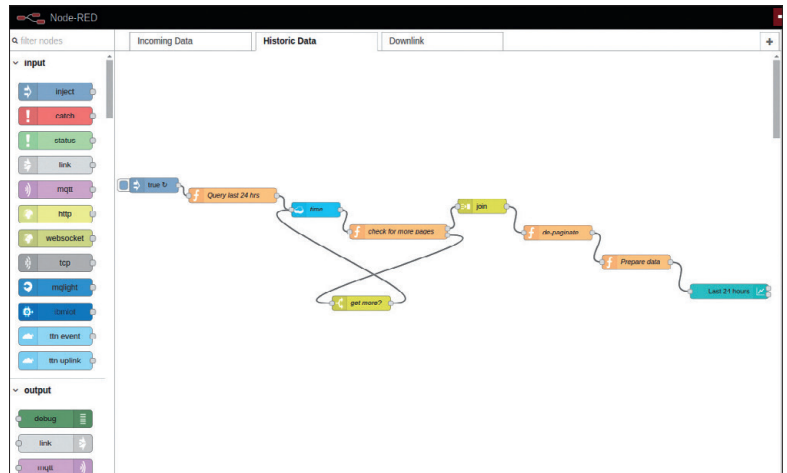 Node-RED
filter nodes
Incoming Data
Historic Data
Downlink
+
input
inject
catch
status
link
mqtt
http
websocket
tcp
mqlight
ttn event
ttn uplink
output
debug
link
mqtt
true ↻
Query last 24 hrs
check for more pages
join
get more?
de-paginate
Prepare data
Last 24 hours